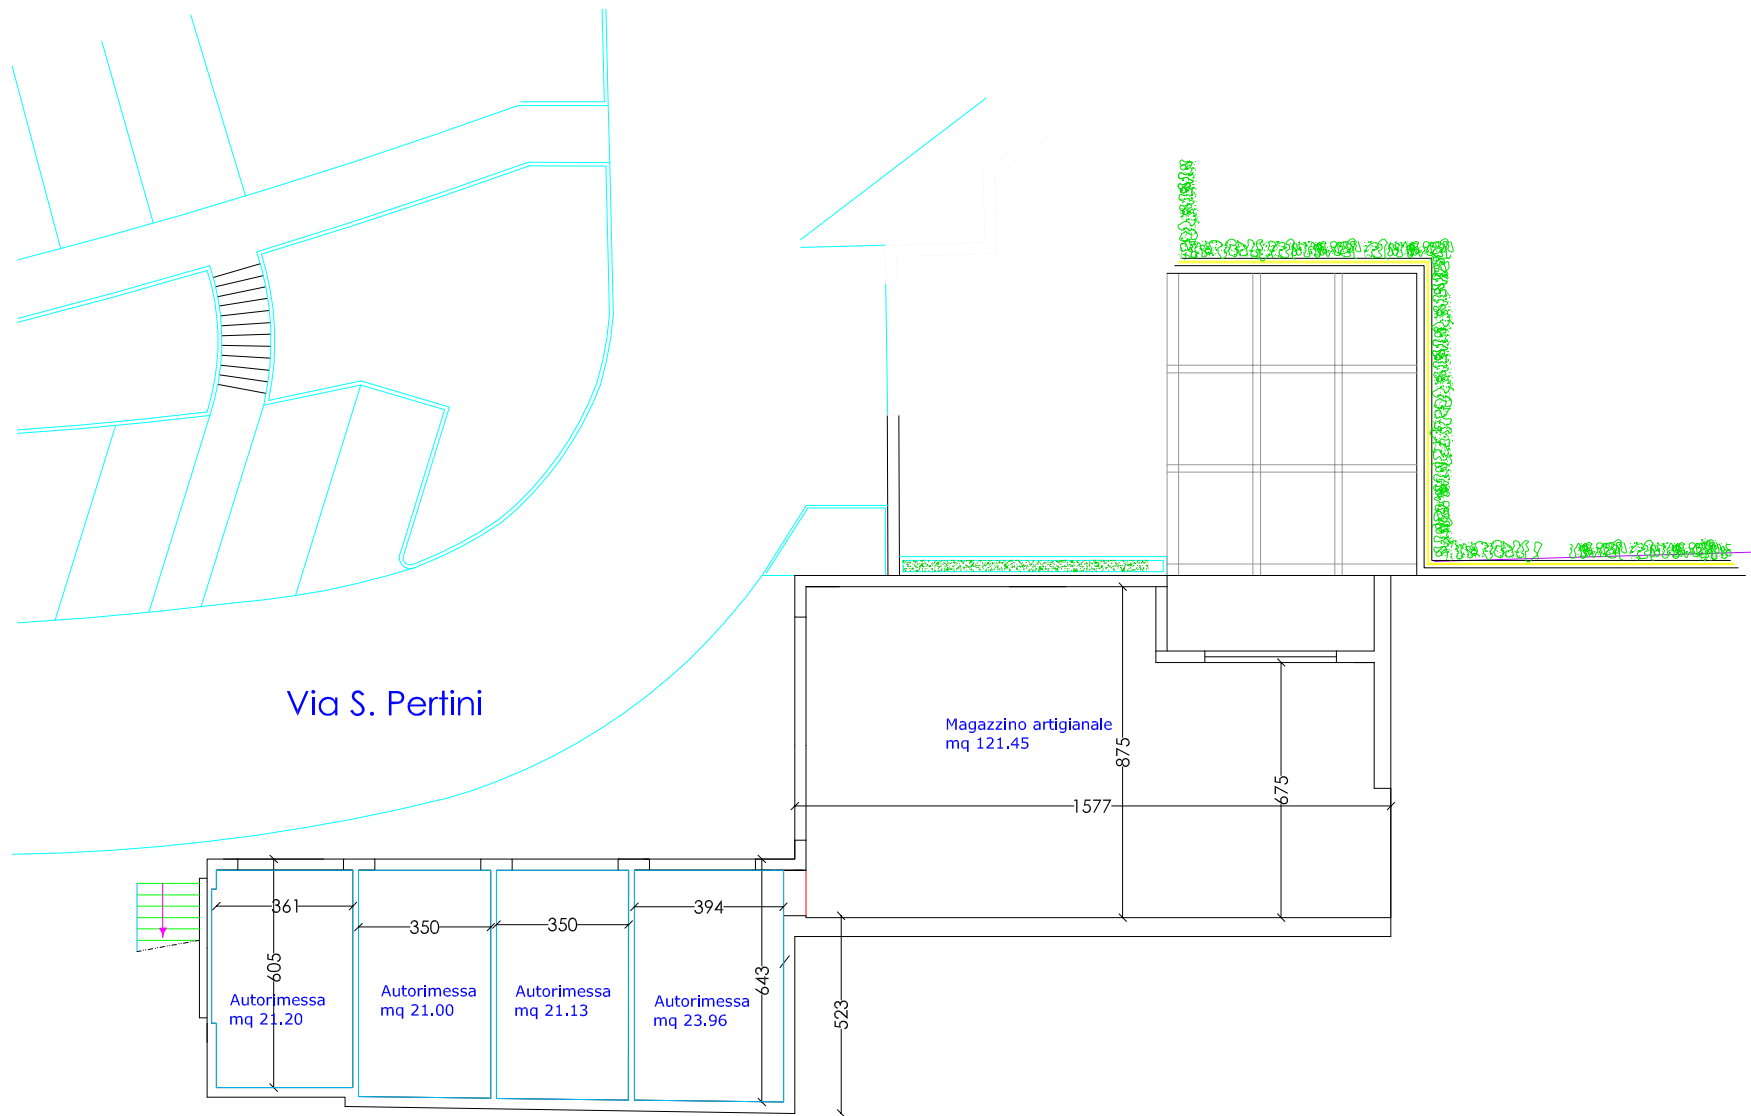 Via S. Pertini
Magazzino artigianale
mq 121.45
875
675
1577
361
350
350
394
605
643
523
Autorimessa
mq 21.20
Autorimessa
mq 21.00
Autorimessa
mq 21.13
Autorimessa
mq 23.96